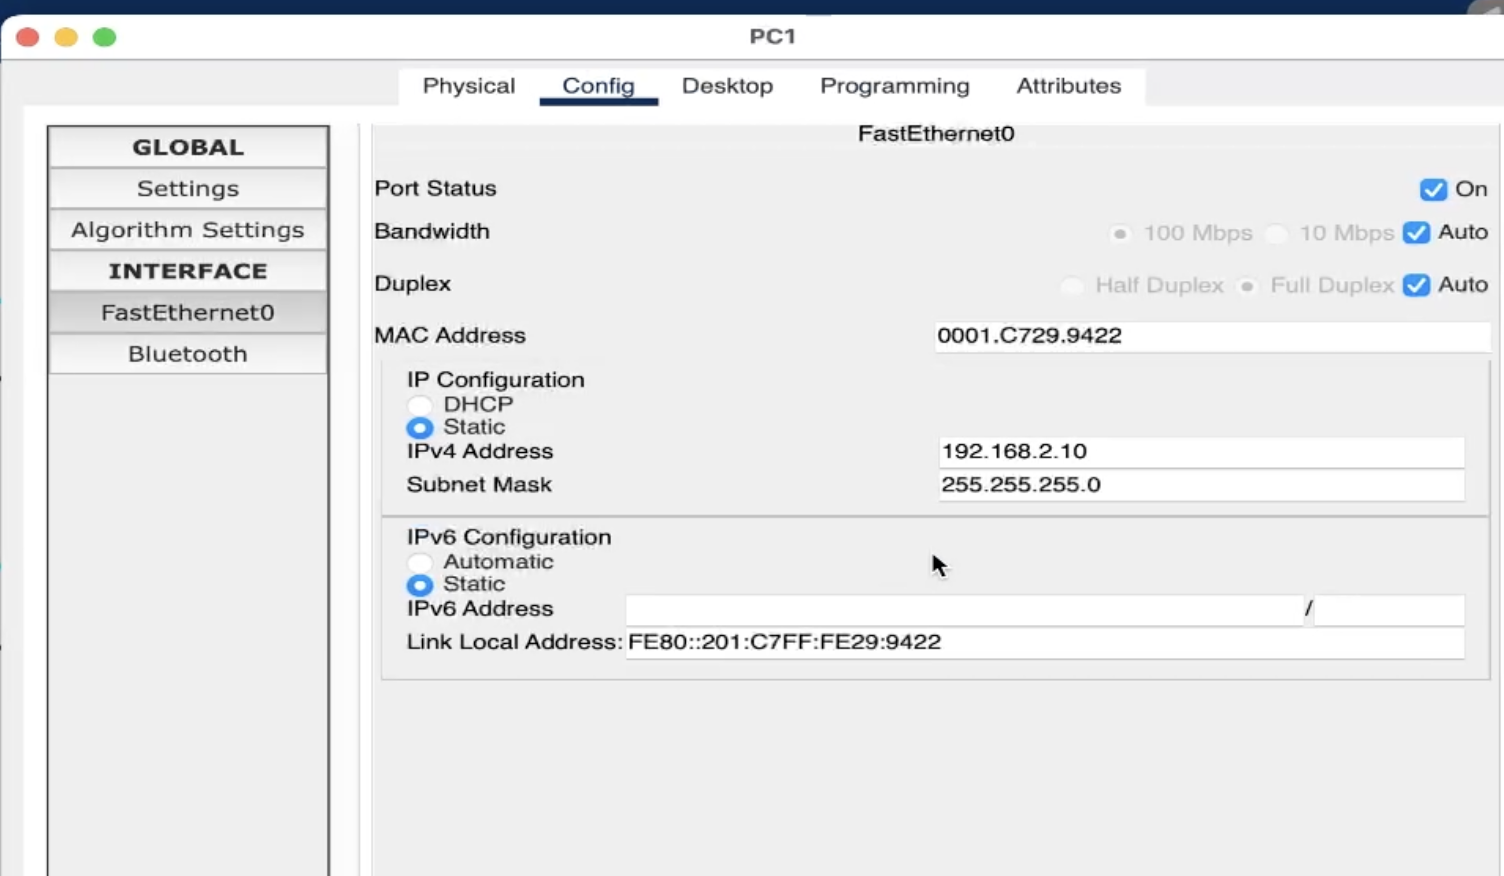 PC1
Physical Config Desktop Programming Attributes
GLOBAL
Settings
Algorithm Settings
INTERFACE
FastEthernet0
Bluetooth
FastEthernet0
Port Status On
Bandwidth 100 Mbps 10 Mbps Auto
Duplex Half Duplex Full Duplex Auto
MAC Address 0001.C729.9422
IP Configuration
DHCP
Static
IPv4 Address 192.168.2.10
Subnet Mask 255.255.255.0
IPv6 Configuration
Automatic
Static
IPv6 Address /
Link Local Address: FE80::201:C7FF:FE29:9422